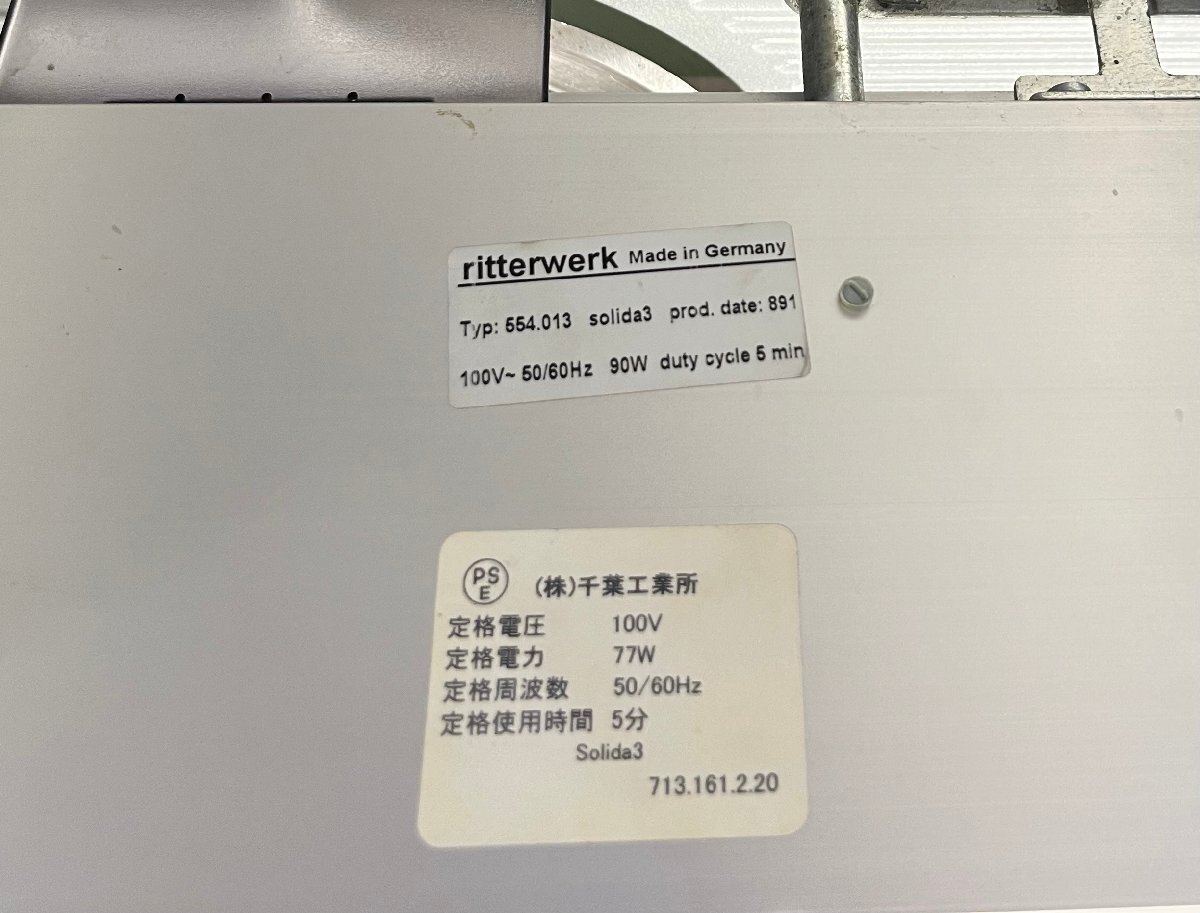 ritterwerk Made in Germany
Typ: 554.013 solida3 prod. date: 891
100V~ 50/60Hz 90W duty cycle 5 min
PS
E
(株)千葉工業所
定格電圧 100V
定格電力 77W
定格周波数 50/60Hz
定格使用時間 5分
Solida3
713.161.2.20